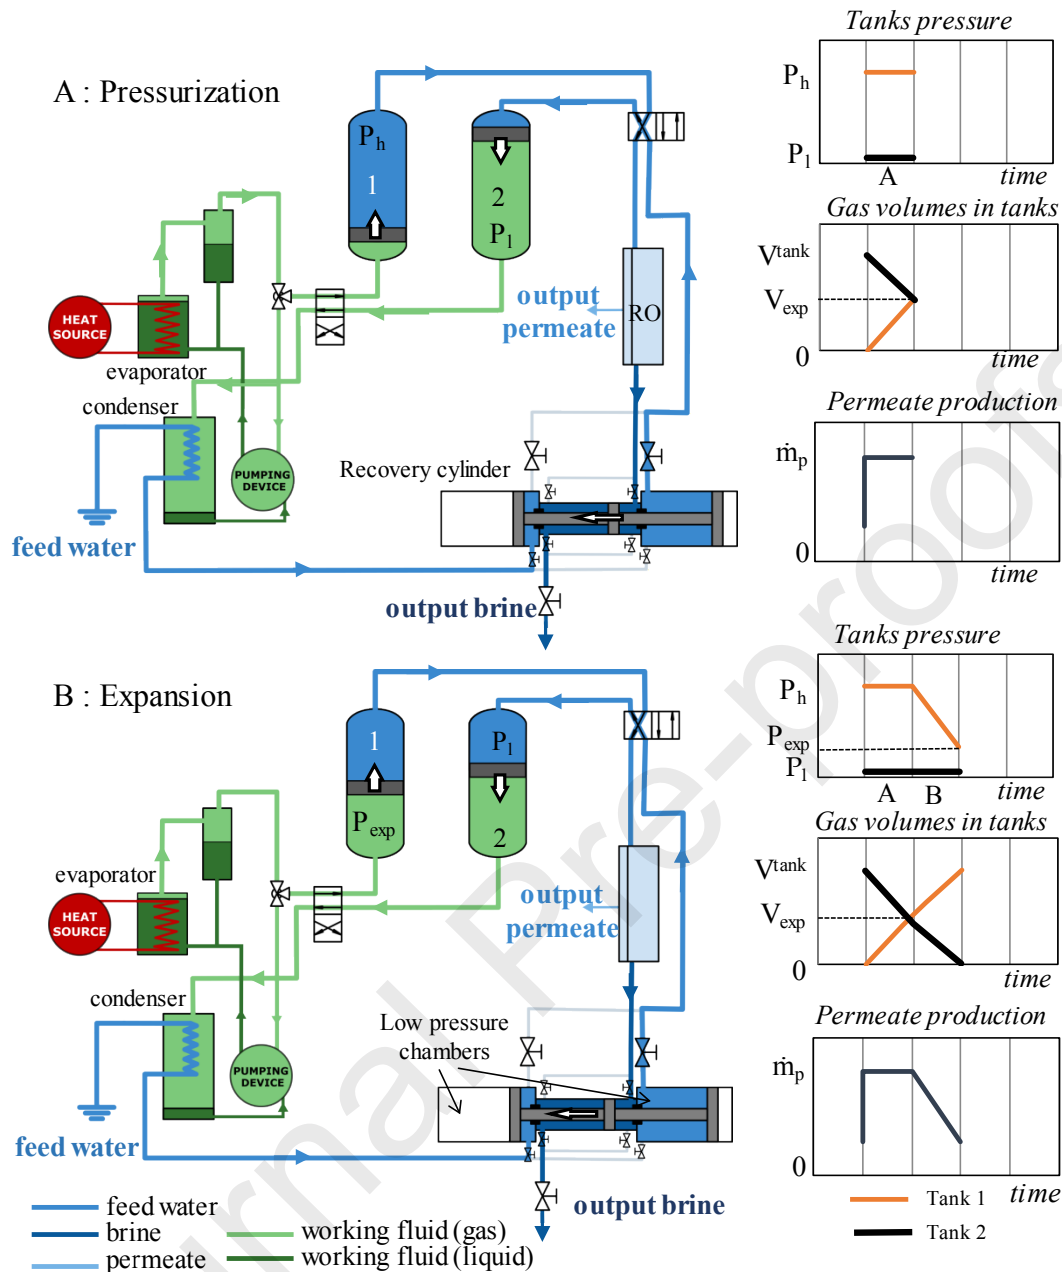 A : Pressurization
P_h
1
2
P_l
HEAT
SOURCE
evaporator
condenser
PUMPING
DEVICE
feed water
output
permeate
RO
Recovery cylinder
output brine
Tanks pressure
P_h
P_l
A
time
Gas volumes in tanks
V^tank
V_exp
0
time
Permeate production
ṁ_p
0
time
B : Expansion
1
P_exp
P_l
2
evaporator
HEAT
SOURCE
condenser
PUMPING
DEVICE
feed water
output
permeate
Low pressure
chambers
output brine
Tanks pressure
P_h
P_exp
P_l
A B
time
Gas volumes in tanks
V^tank
V_exp
0
time
Permeate production
ṁ_p
0
time
feed water
brine
permeate
working fluid (gas)
working fluid (liquid)
Tank 1
Tank 2
urnal Pre-proofs